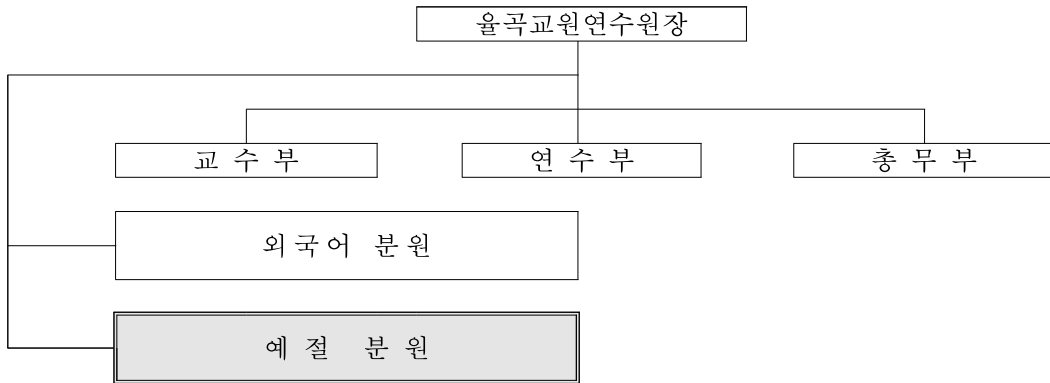 율곡교원연수원장
교 수 부 연 수 부 총 무 부
외국어 분원
예 절 분 원